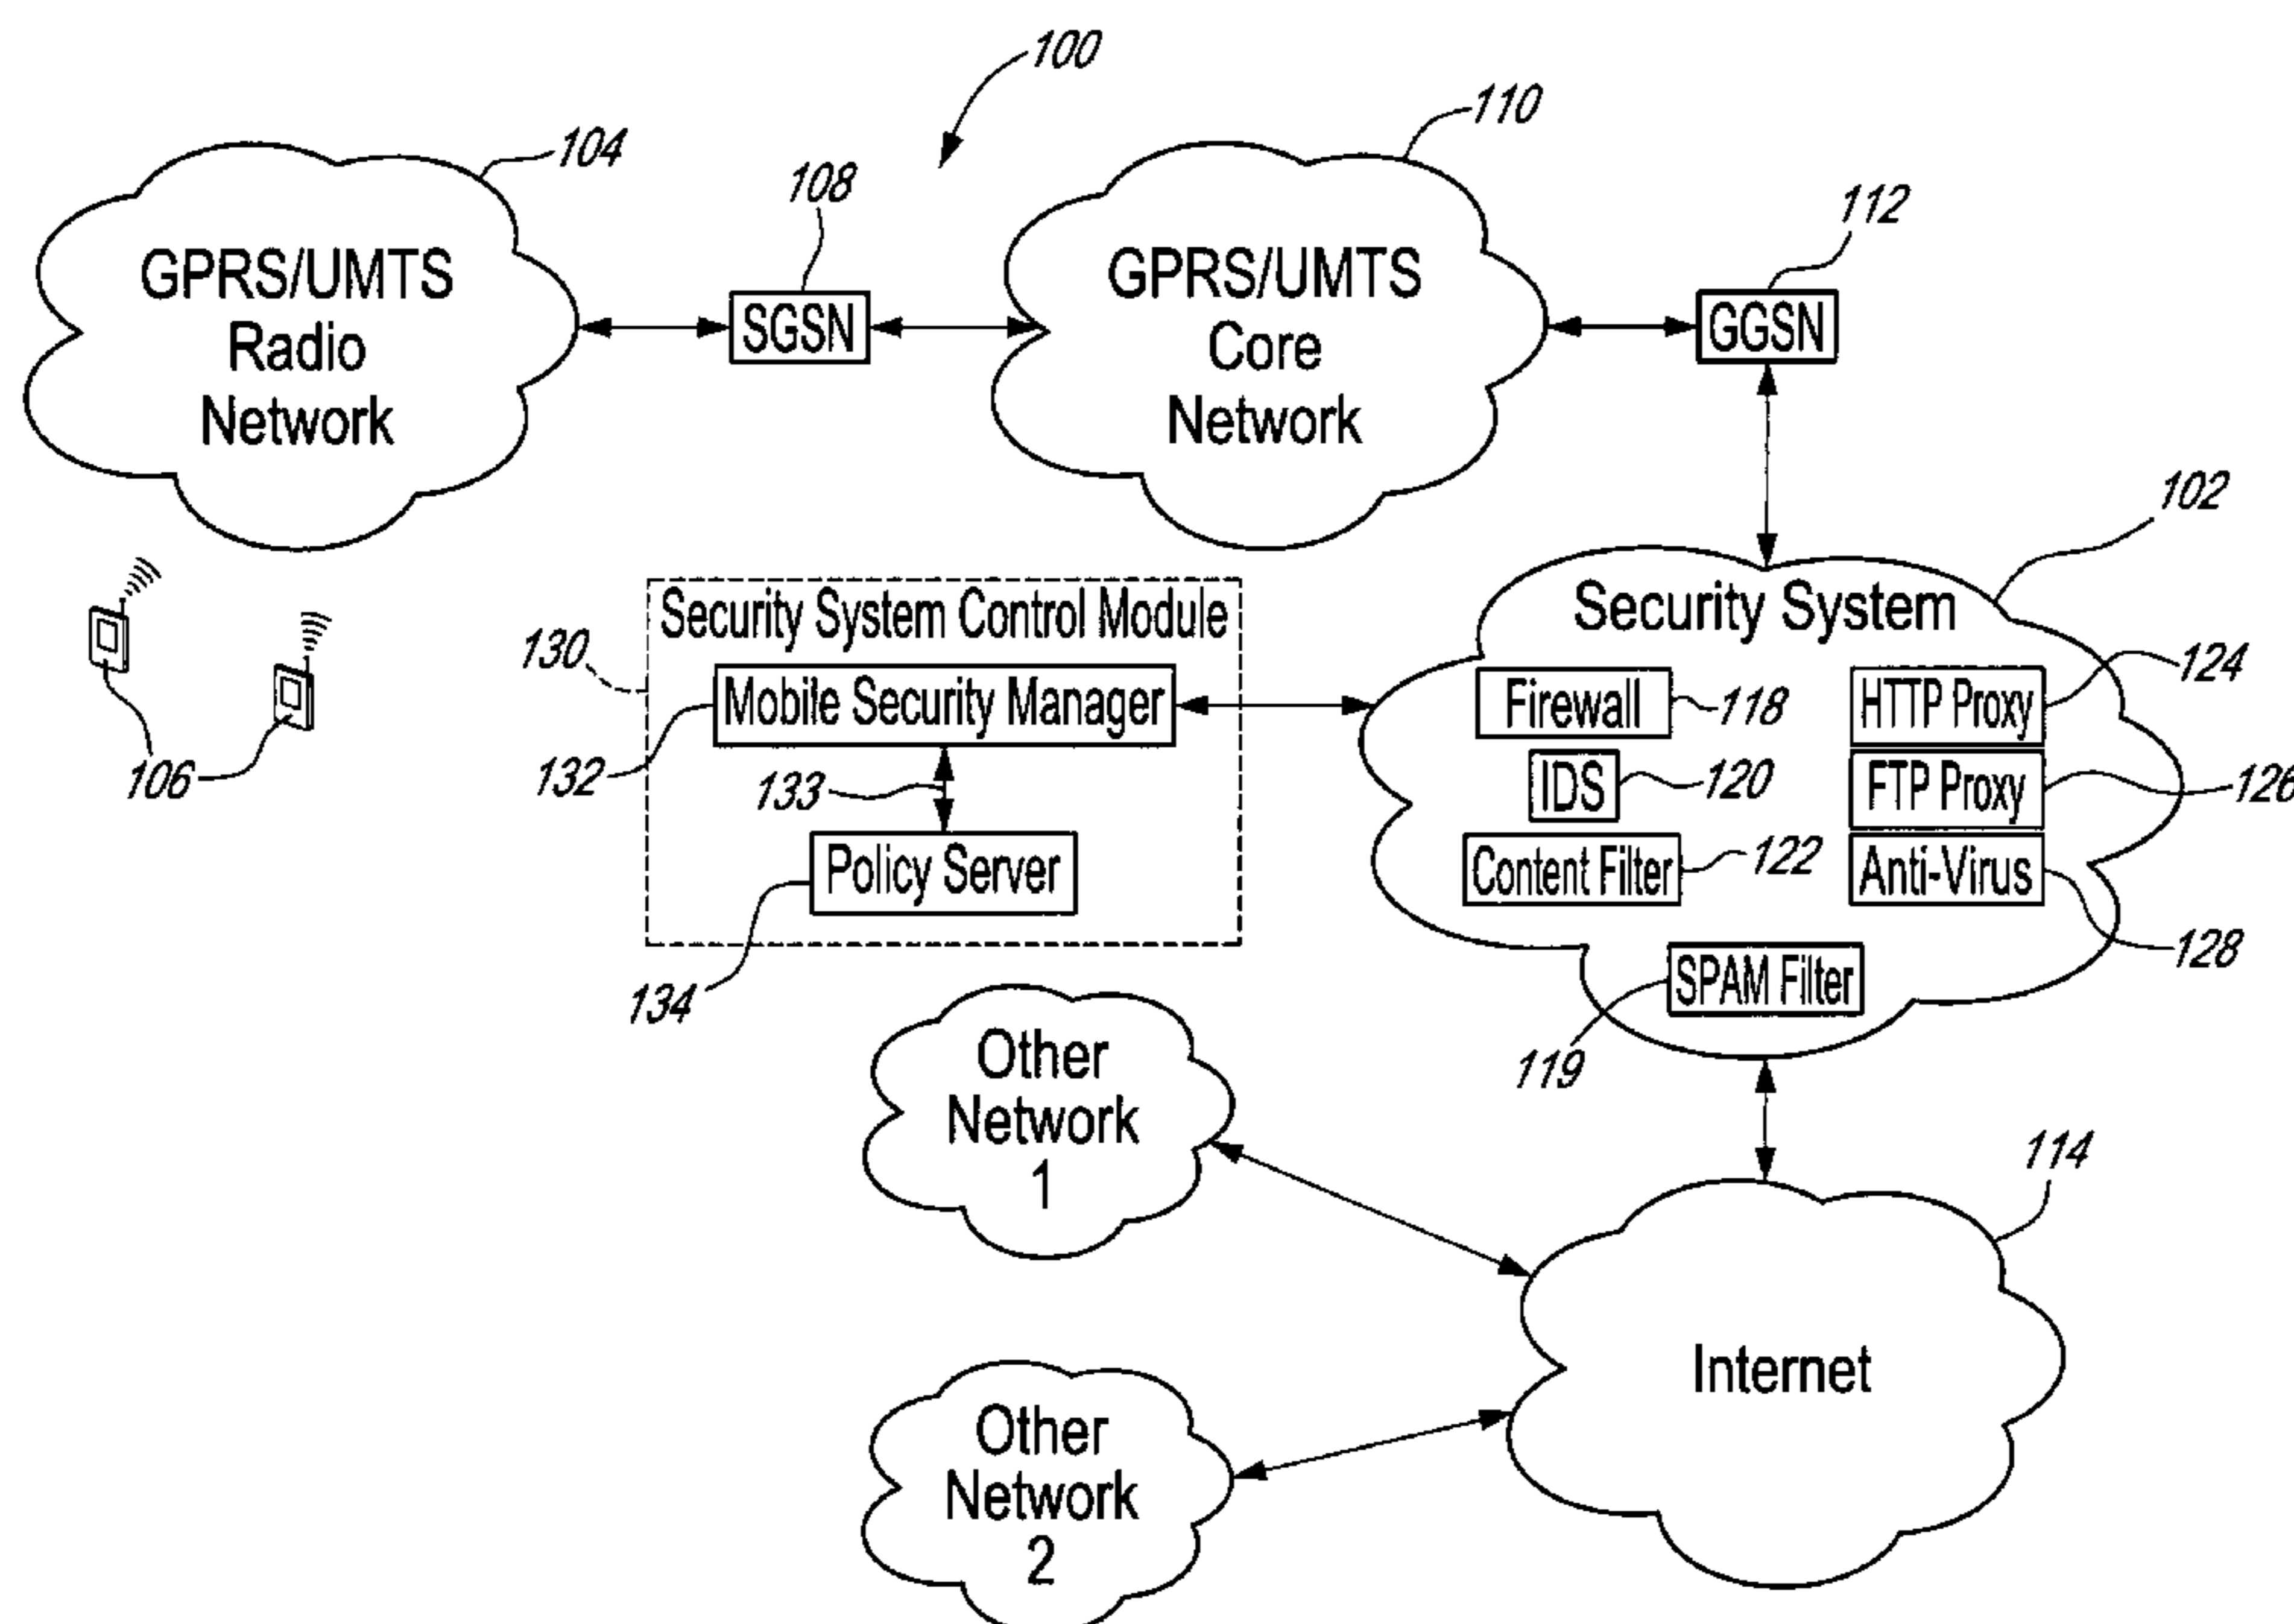 100
104
110
108
112
GPRS/UMTS
Radio
Network
SGSN
GPRS/UMTS
Core
Network
GGSN
102
106
Security System Control Module
130
Mobile Security Manager
132
133
Policy Server
134
Security System
Firewall
118
HTTP Proxy
124
IDS
120
FTP Proxy
126
Content Filter
122
Anti-Virus
128
SPAM Filter
119
Other
Network
1
114
Internet
Other
Network
2